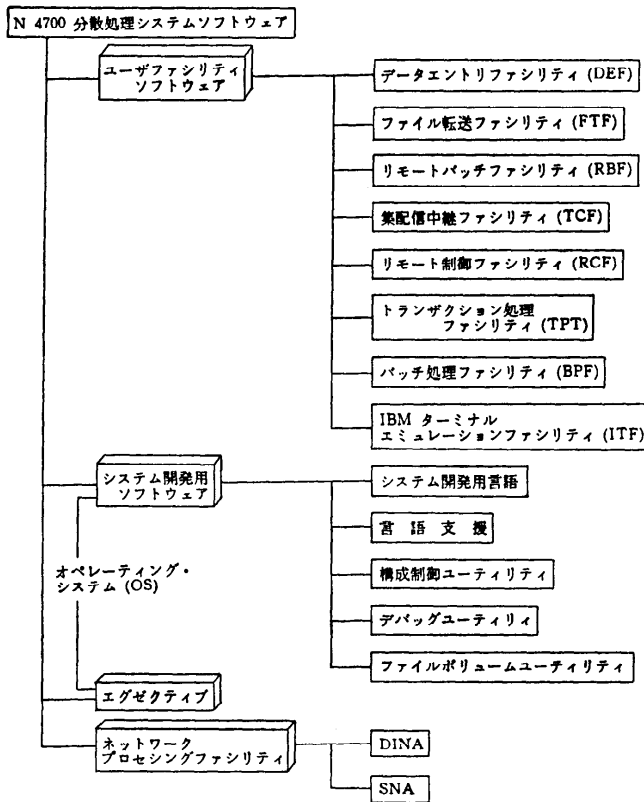 N 4700 分散処理システムソフトウェア
ユーザファシリティ
ソフトウェア
データエントリファシリティ (DEF)
ファイル転送ファシリティ (FTF)
リモートバッチファシリティ (RBF)
集配信中継ファシリティ (TCF)
リモート制御ファシリティ (RCF)
トランザクション処理
ファシリティ (TPT)
バッチ処理ファシリティ (BPF)
IBM ターミナル
エミュレーションファシリティ (ITF)
システム開発用
ソフトウェア
システム開発用言語
言語支援
構成制御ユーティリティ
デバッグユーティリィ
ファイルボリュームユーティリティ
オペレーティング・
システム (OS)
エグゼクティブ
ネットワーク
プロセシングファシリティ
DINA
SNA